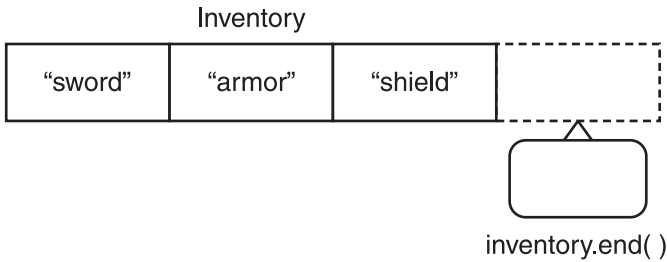 Inventory
“sword” “armor” “shield”
inventory.end( )